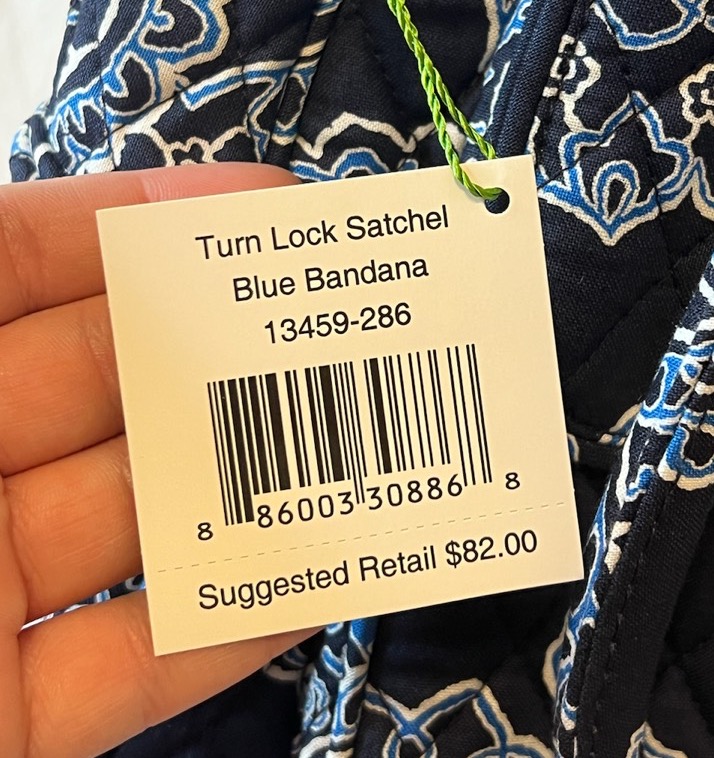 Turn Lock Satchel
Blue Bandana
13459-286
8 86003 30886 8
Suggested Retail $82.00